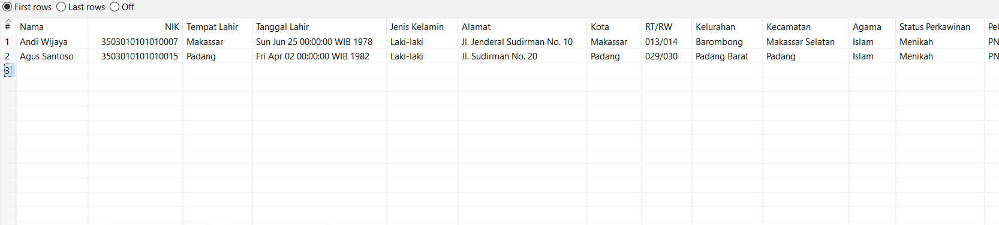 First rows Last rows Off
# Nama NIK Tempat Lahir Tanggal Lahir Jenis Kelamin Alamat Kota RT/RW Kelurahan Kecamatan Agama Status Perkawinan
1 Andi Wijaya 3503010101010007 Makassar Sun Jun 25 00:00:00 WIB 1978 Laki-laki Jl. Jenderal Sudirman No. 10 Makassar 013/014 Barombong Makassar Selatan Islam Menikah PN
2 Agus Santoso 3503010101010015 Padang Fri Apr 02 00:00:00 WIB 1982 Laki-laki Jl. Sudirman No. 20 Padang 029/030 Padang Barat Padang Islam Menikah PN
3